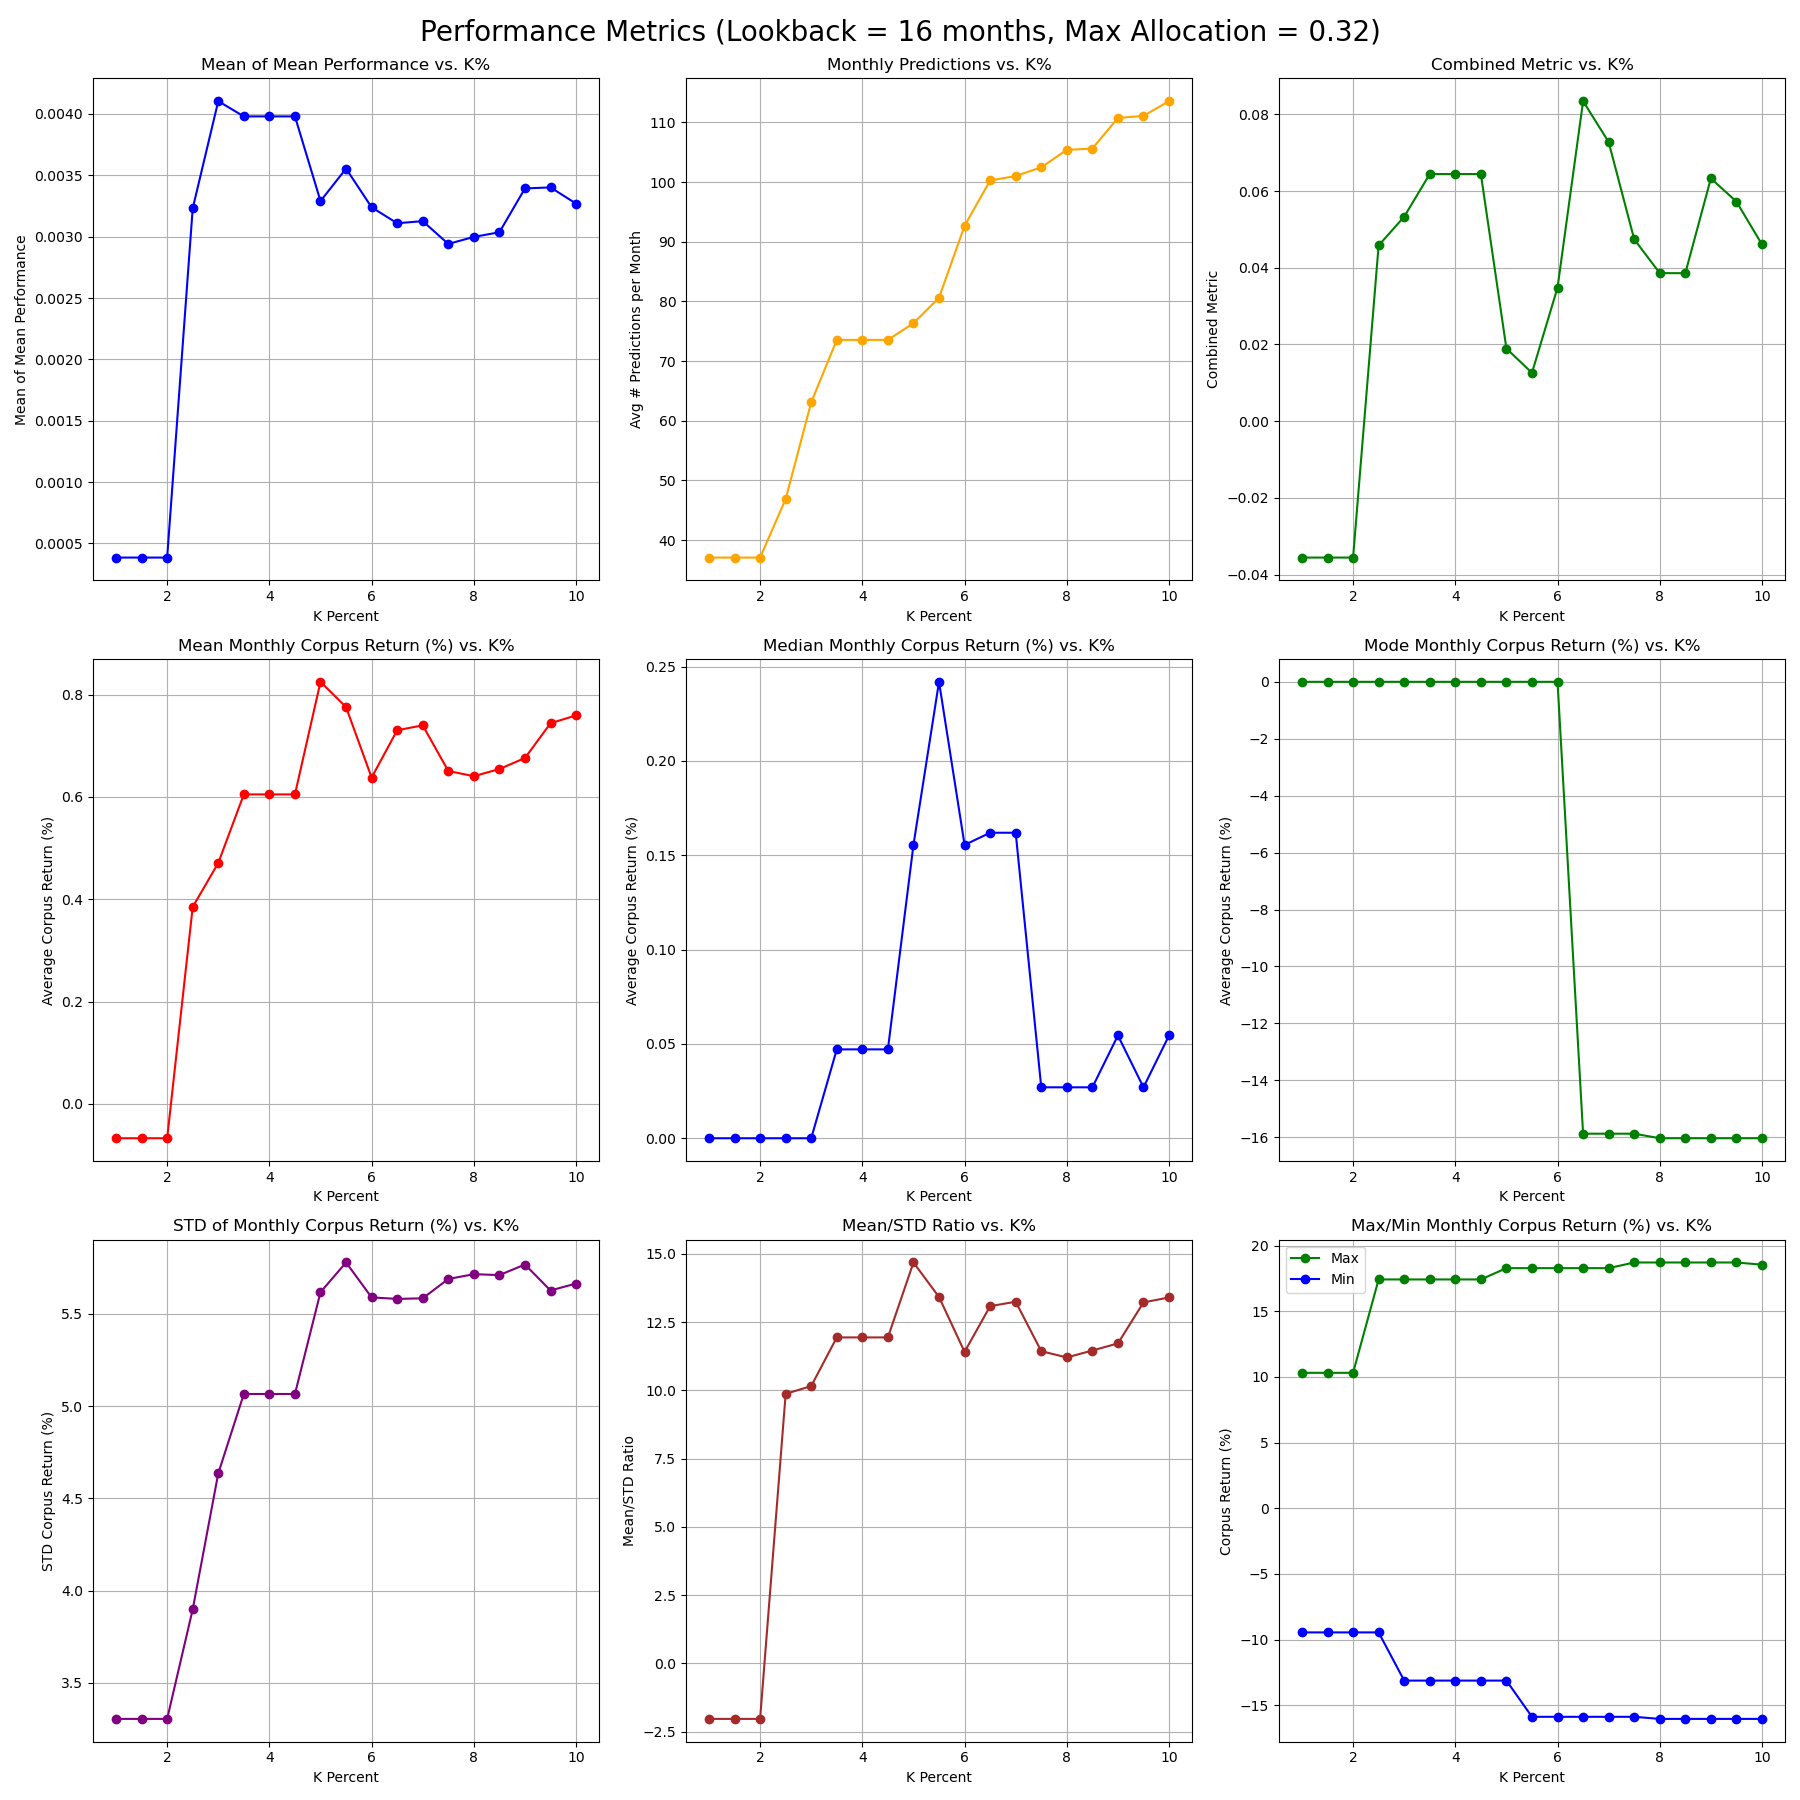 Performance Metrics (Lookback = 16 months, Max Allocation = 0.32)
Mean of Mean Performance vs. K%
Mean of Mean Performance
0.0040
0.0035
0.0030
0.0025
0.0020
0.0015
0.0010
0.0005
2 4 6 8 10
K Percent
Monthly Predictions vs. K%
Avg # Predictions per Month
110
100
90
80
70
60
50
40
2 4 6 8 10
K Percent
Combined Metric vs. K%
Combined Metric
0.08
0.06
0.04
0.02
0.00
−0.02
−0.04
2 4 6 8 10
K Percent
Mean Monthly Corpus Return (%) vs. K%
Average Corpus Return (%)
0.8
0.6
0.4
0.2
0.0
2 4 6 8 10
K Percent
Median Monthly Corpus Return (%) vs. K%
Average Corpus Return (%)
0.25
0.20
0.15
0.10
0.05
0.00
2 4 6 8 10
K Percent
Mode Monthly Corpus Return (%) vs. K%
Average Corpus Return (%)
0
−2
−4
−6
−8
−10
−12
−14
−16
2 4 6 8 10
K Percent
STD of Monthly Corpus Return (%) vs. K%
STD Corpus Return (%)
5.5
5.0
4.5
4.0
3.5
2 4 6 8 10
K Percent
Mean/STD Ratio vs. K%
Mean/STD Ratio
15.0
12.5
10.0
7.5
5.0
2.5
0.0
−2.5
2 4 6 8 10
K Percent
Max/Min Monthly Corpus Return (%) vs. K%
Corpus Return (%)
Max
Min
20
15
10
5
0
−5
−10
−15
2 4 6 8 10
K Percent